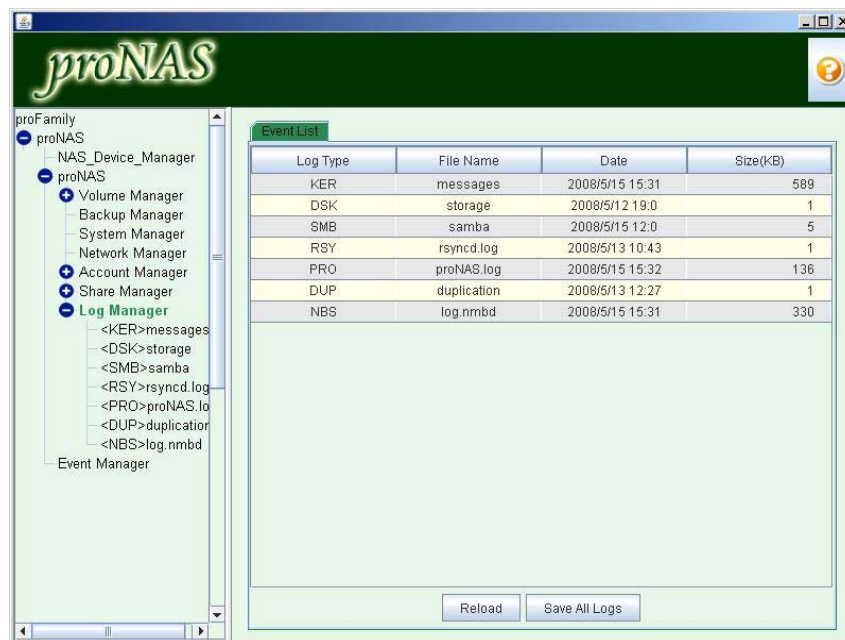 proNAS
proFamily
proNAS
NAS_Device_Manager
proNAS
Volume Manager
Backup Manager
System Manager
Network Manager
Account Manager
Share Manager
Log Manager
<KER>messages
<DSK>storage
<SMB>samba
<RSY>rsyncd.log
<PRO>proNAS.lo
<DUP>duplication
<NBS>log.nmbd
Event Manager
Event List
Log Type File Name Date Size(KB)
KER messages 2008/5/15 15:31 589
DSK storage 2008/5/12 19:0 1
SMB samba 2008/5/15 12:0 5
RSY rsyncd.log 2008/5/13 10:43 1
PRO proNAS.log 2008/5/15 15:32 136
DUP duplication 2008/5/13 12:27 1
NBS log.nmbd 2008/5/15 15:31 330
Reload Save All Logs